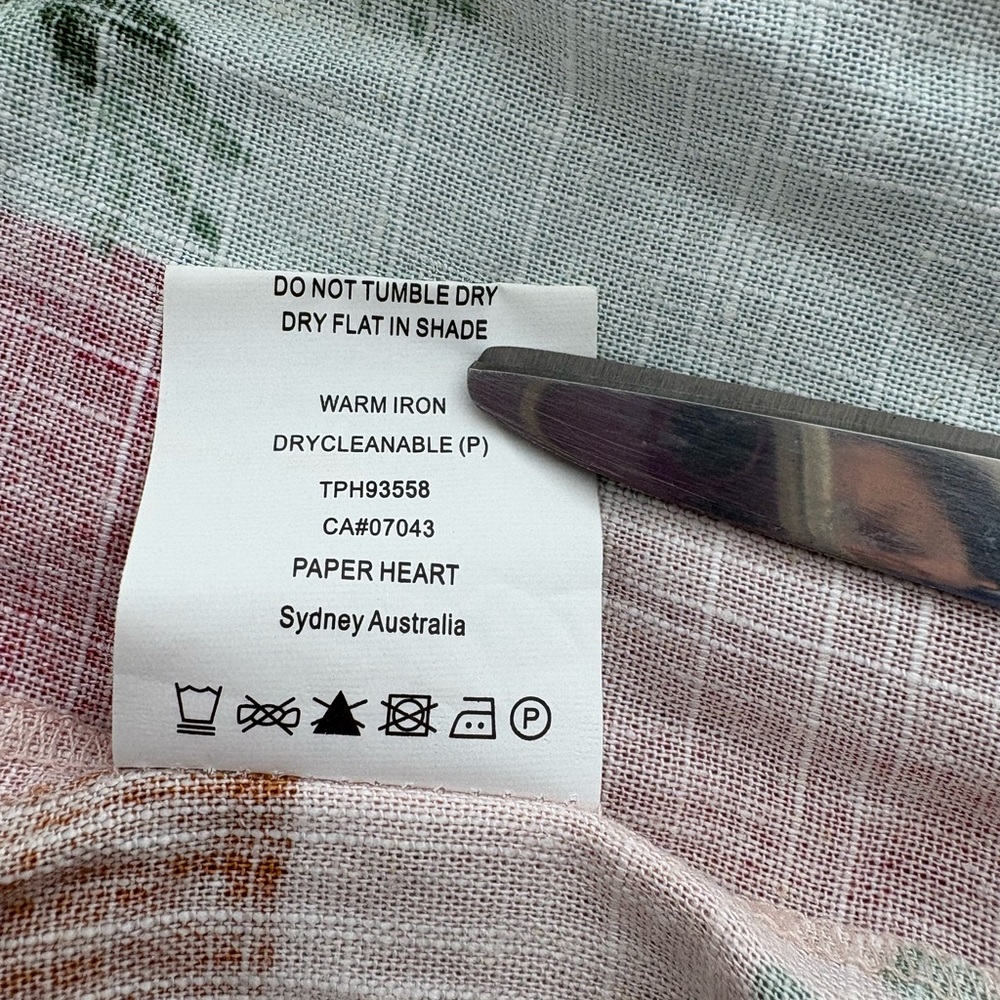 DO NOT TUMBLE DRY
DRY FLAT IN SHADE
WARM IRON
DRYCLEANABLE (P)
TPH93558
CA#07043
PAPER HEART
Sydney Australia
P